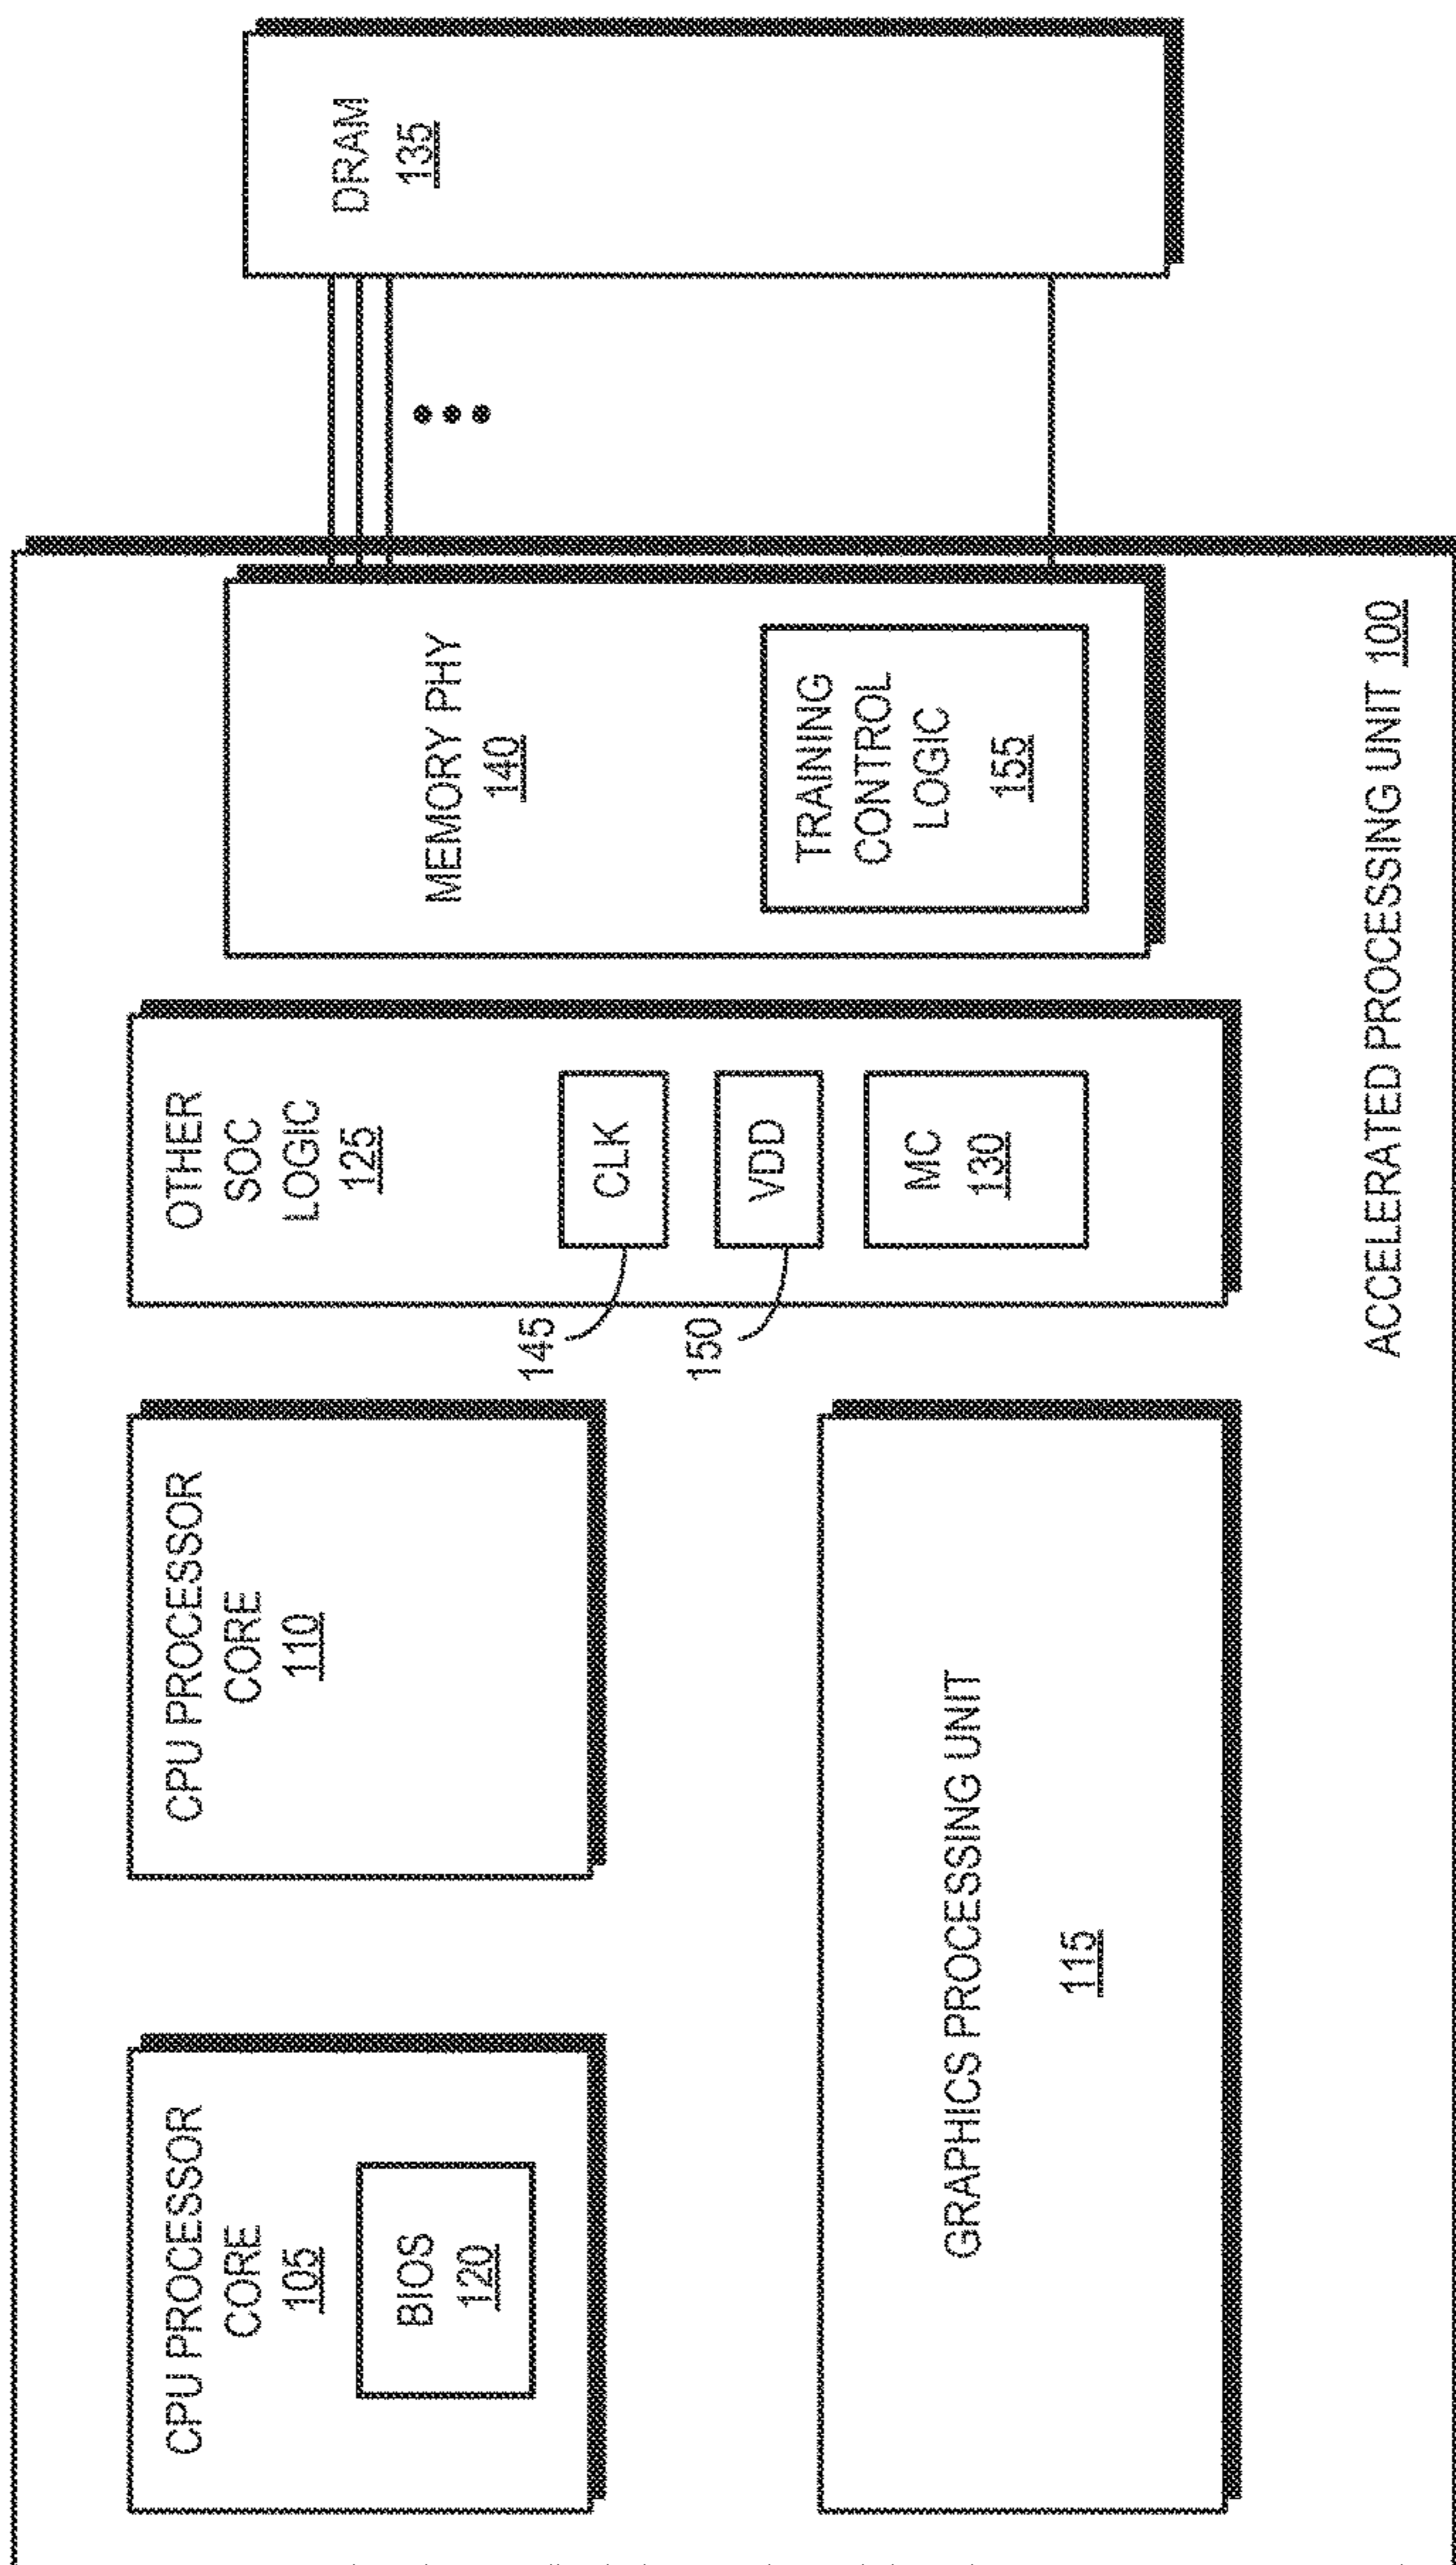 CPU PROCESSOR
CORE
105
BIOS
120
CPU PROCESSOR
CORE
110
GRAPHICS PROCESSING UNIT
115
OTHER
SOC
LOGIC
125
145
CLK
150
VDD
MC
130
MEMORY PHY
140
TRAINING
CONTROL
LOGIC
155
DRAM
135
ACCELERATED PROCESSING UNIT 100